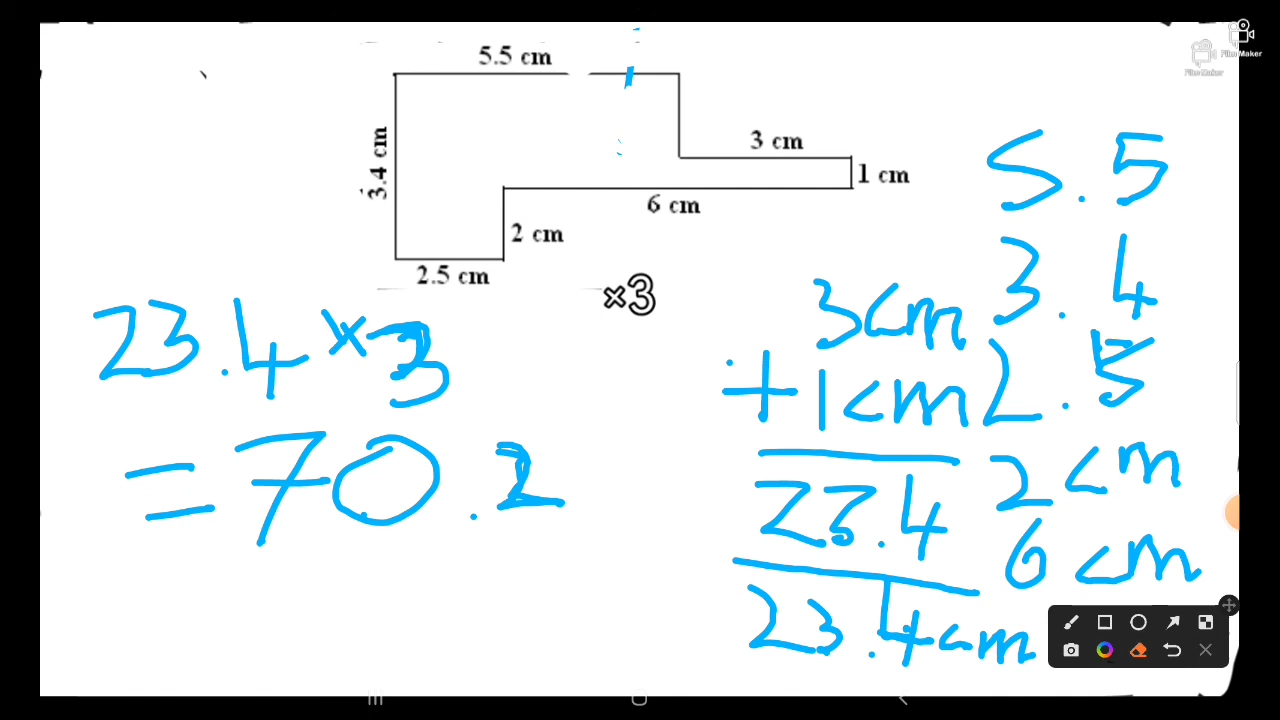 FilmMaker
FilmMaker
5.5 cm
3 cm
3.4 cm
1 cm
6 cm
2 cm
2.5 cm
×3
5.5
3.4
3cm
2.5
+1cm
2cm
23.4
6cm
23.4cm
23.4×3
=70.2